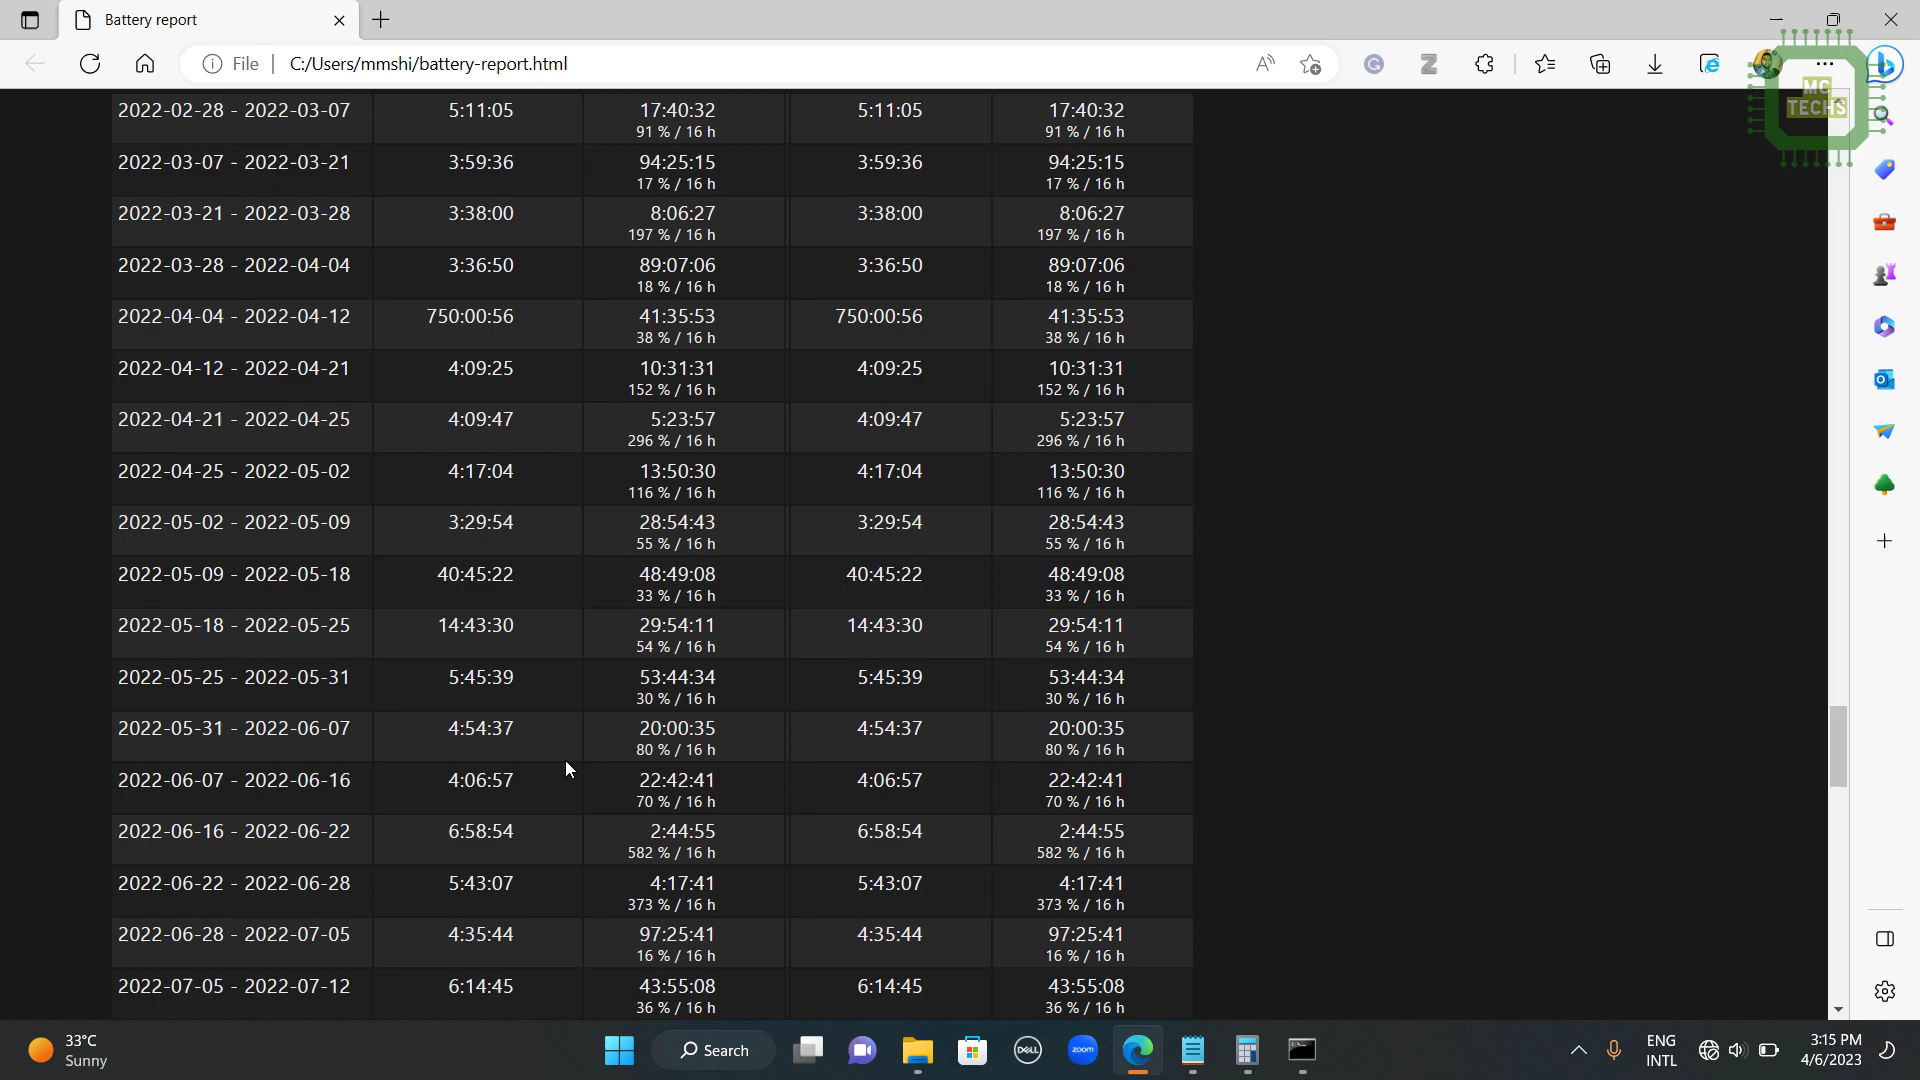 Battery report
File
C:/Users/mmshi/battery-report.html
MC
TECHS
2022-02-28 - 2022-03-07 5:11:05 17:40:32 5:11:05 17:40:32
91 % / 16 h 91 % / 16 h
2022-03-07 - 2022-03-21 3:59:36 94:25:15 3:59:36 94:25:15
17 % / 16 h 17 % / 16 h
2022-03-21 - 2022-03-28 3:38:00 8:06:27 3:38:00 8:06:27
197 % / 16 h 197 % / 16 h
2022-03-28 - 2022-04-04 3:36:50 89:07:06 3:36:50 89:07:06
18 % / 16 h 18 % / 16 h
2022-04-04 - 2022-04-12 750:00:56 41:35:53 750:00:56 41:35:53
38 % / 16 h 38 % / 16 h
2022-04-12 - 2022-04-21 4:09:25 10:31:31 4:09:25 10:31:31
152 % / 16 h 152 % / 16 h
2022-04-21 - 2022-04-25 4:09:47 5:23:57 4:09:47 5:23:57
296 % / 16 h 296 % / 16 h
2022-04-25 - 2022-05-02 4:17:04 13:50:30 4:17:04 13:50:30
116 % / 16 h 116 % / 16 h
2022-05-02 - 2022-05-09 3:29:54 28:54:43 3:29:54 28:54:43
55 % / 16 h 55 % / 16 h
2022-05-09 - 2022-05-18 40:45:22 48:49:08 40:45:22 48:49:08
33 % / 16 h 33 % / 16 h
2022-05-18 - 2022-05-25 14:43:30 29:54:11 14:43:30 29:54:11
54 % / 16 h 54 % / 16 h
2022-05-25 - 2022-05-31 5:45:39 53:44:34 5:45:39 53:44:34
30 % / 16 h 30 % / 16 h
2022-05-31 - 2022-06-07 4:54:37 20:00:35 4:54:37 20:00:35
80 % / 16 h 80 % / 16 h
2022-06-07 - 2022-06-16 4:06:57 22:42:41 4:06:57 22:42:41
70 % / 16 h 70 % / 16 h
2022-06-16 - 2022-06-22 6:58:54 2:44:55 6:58:54 2:44:55
582 % / 16 h 582 % / 16 h
2022-06-22 - 2022-06-28 5:43:07 4:17:41 5:43:07 4:17:41
373 % / 16 h 373 % / 16 h
2022-06-28 - 2022-07-05 4:35:44 97:25:41 4:35:44 97:25:41
16 % / 16 h 16 % / 16 h
2022-07-05 - 2022-07-12 6:14:45 43:55:08 6:14:45 43:55:08
36 % / 16 h 36 % / 16 h
33°C
Sunny
Search
DELL
zoom
ENG
INTL
3:15 PM
4/6/2023